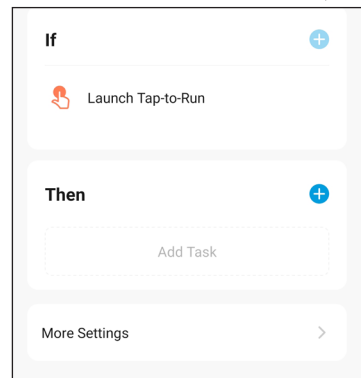 If
Launch Tap-to-Run
Then
Add Task
More Settings